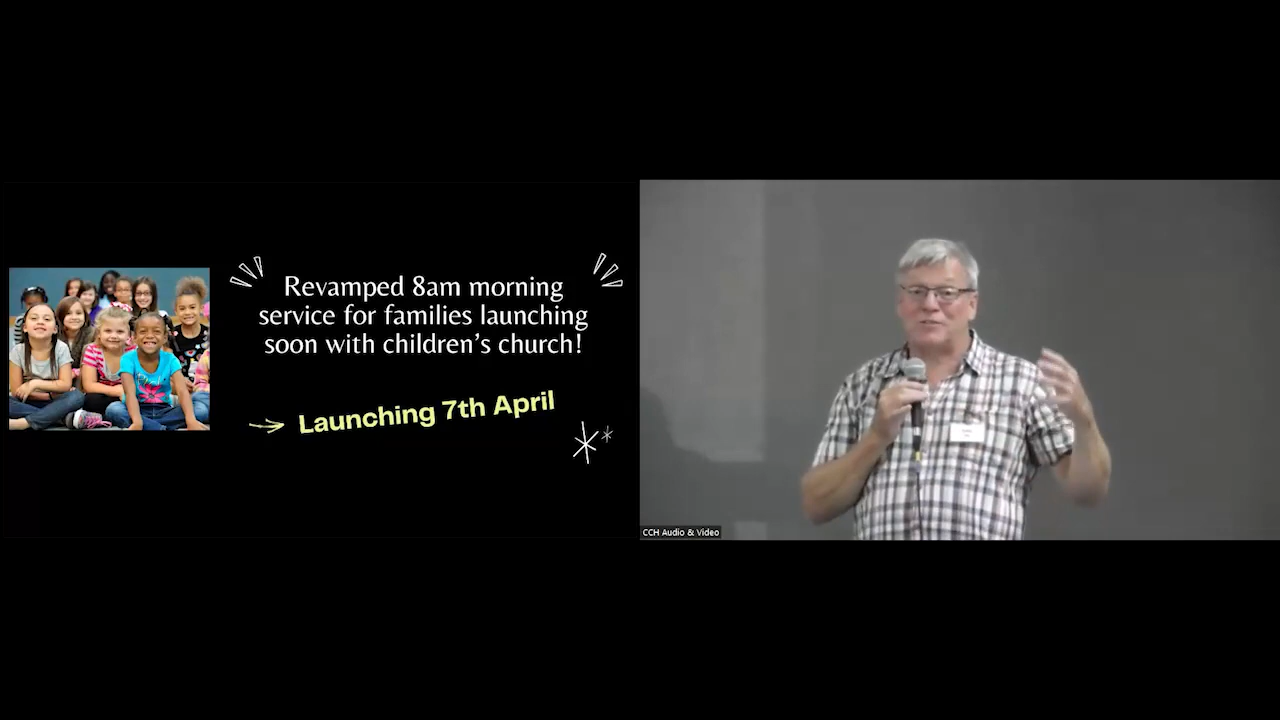 Revamped 8am morning
service for families launching
soon with children's church!
Launching 7th April
CCH Audio & Video